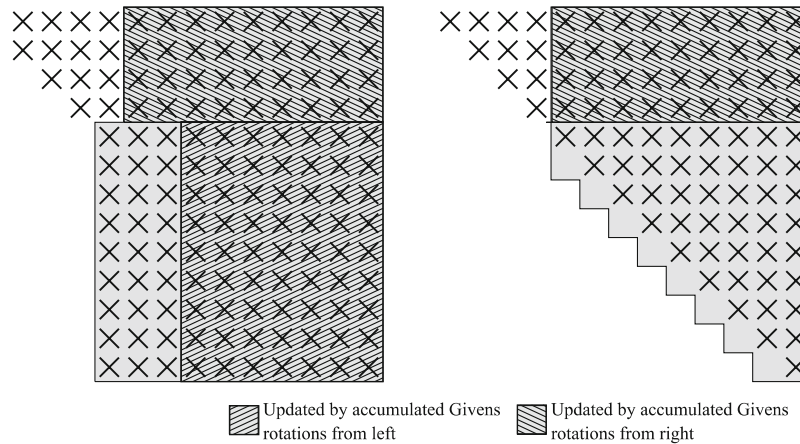 Updated by accumulated Givens
rotations from left
Updated by accumulated Givens
rotations from right